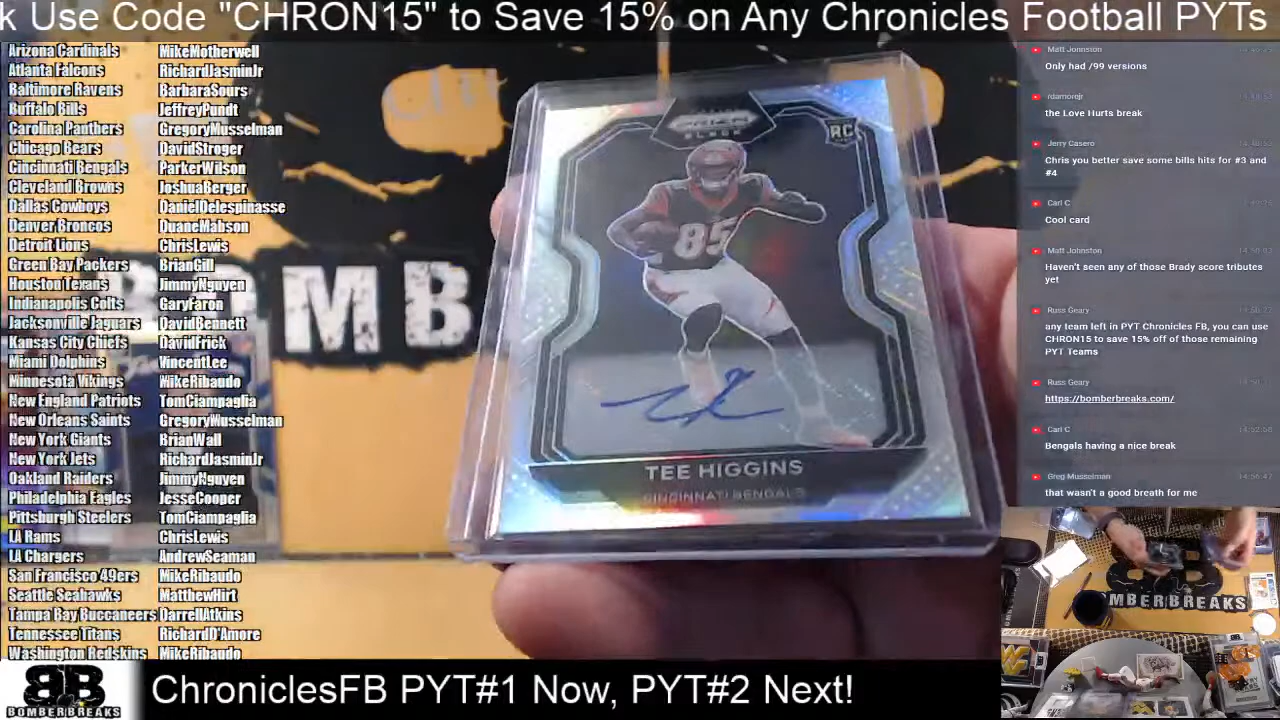 k Use Code "CHRON15" to Save 15% on Any Chronicles Football PYTs
Arizona Cardinals MikeMotherwell
Atlanta Falcons RichardJasminJr
Baltimore Ravens BarbaraSours
Buffalo Bills JeffreyPundt
Carolina Panthers GregoryMusselman
Chicago Bears DavidStroger
Cincinnati Bengals ParkerWilson
Cleveland Browns JoshuaBerger
Dallas Cowboys DanielDelespinasse
Denver Broncos DuaneMabson
Detroit Lions ChrisLewis
Green Bay Packers BrianGill
Houston Texans JimmyNguyen
Indianapolis Colts GaryFaron
Jacksonville Jaguars DavidBennett
Kansas City Chiefs DavidFrick
Miami Dolphins VincentLee
Minnesota Vikings MikeRibaudo
New England Patriots TomCiampaglia
New Orleans Saints GregoryMusselman
New York Giants BrianWall
New York Jets RichardJasminJr
Oakland Raiders JimmyNguyen
Philadelphia Eagles JesseCooper
Pittsburgh Steelers TomCiampaglia
LA Rams ChrisLewis
LA Chargers AndrewSeaman
San Francisco 49ers MikeRibaudo
Seattle Seahawks MatthewHirt
Tampa Bay Buccaneers DarrellAtkins
Tennessee Titans RichardD'Amore
Washington Redskins MikeRibaudo
BOMB
PRIZM
BLACK
RC
85
TEE HIGGINS
CINCINNATI BENGALS
Matt Johnston
Only had /99 versions
rdamorejr
the Love Hurts break
Jerry Casero
Chris you better save some bills hits for #3 and
#4
Carl C
Cool card
Matt Johnston
Haven't seen any of those Brady score tributes
yet
Russ Geary
any team left in PYT Chronicles FB, you can use
CHRON15 to save 15% off of those remaining
PYT Teams
Russ Geary
https://bomberbreaks.com/
Carl C
Bengals having a nice break
Greg Musselman
that wasn't a good breath for me
MBERBREAKS
BB
BOMBERBREAKS
ChroniclesFB PYT#1 Now, PYT#2 Next!